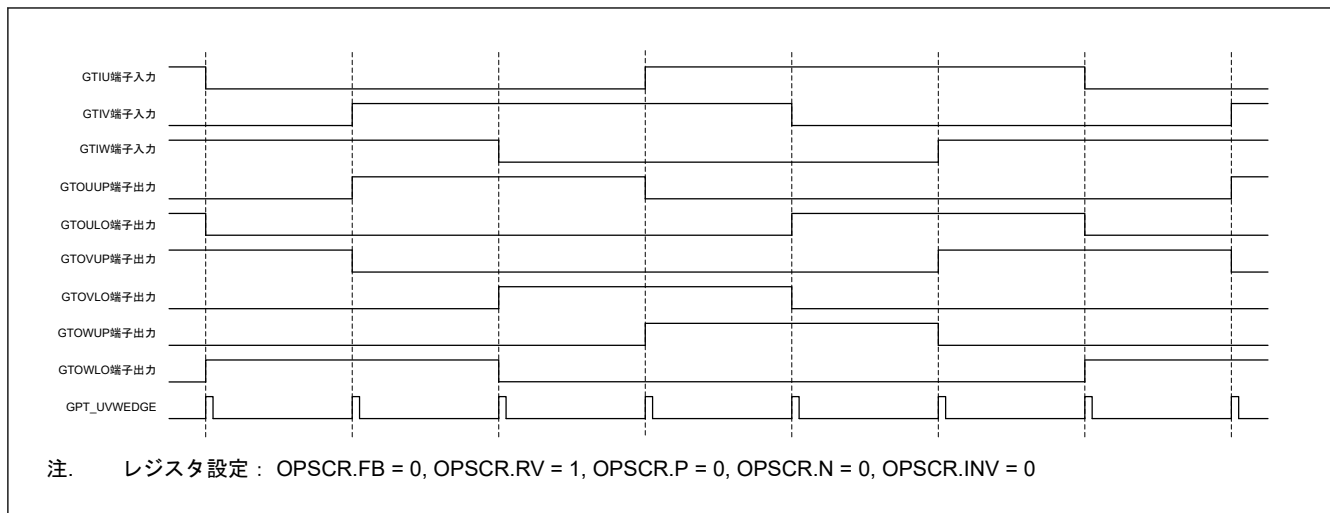 GTIU端子入力
GTIV端子入力
GTIW端子入力
GTOUUP端子出力
GTOULO端子出力
GTOVUP端子出力
GTOVLO端子出力
GTOWUP端子出力
GTOWLO端子出力
GPT_UVWEDGE
注. レジスタ設定： OPSCR.FB = 0, OPSCR.RV = 1, OPSCR.P = 0, OPSCR.N = 0, OPSCR.INV = 0